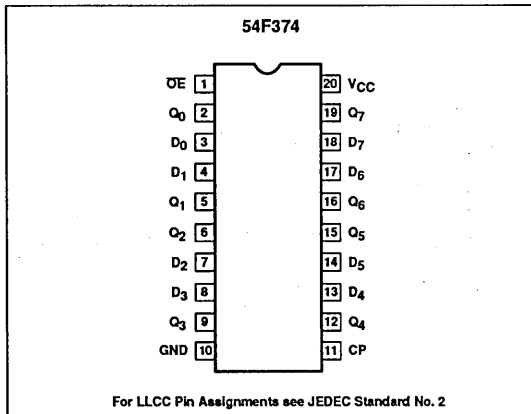 54F374
OE 1 20 VCC
Q0 2 19 Q7
D0 3 18 D7
D1 4 17 D6
Q1 5 16 Q6
Q2 6 15 Q5
D2 7 14 D5
D3 8 13 D4
Q3 9 12 Q4
GND 10 11 CP
For LLCC Pin Assignments see JEDEC Standard No. 2